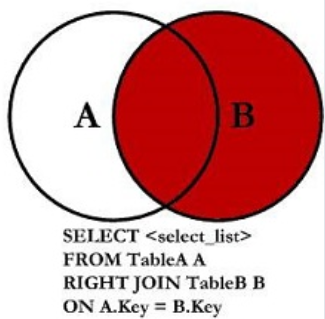 A B
SELECT <select_list>
FROM TableA A
RIGHT JOIN TableB B
ON A.Key = B.Key